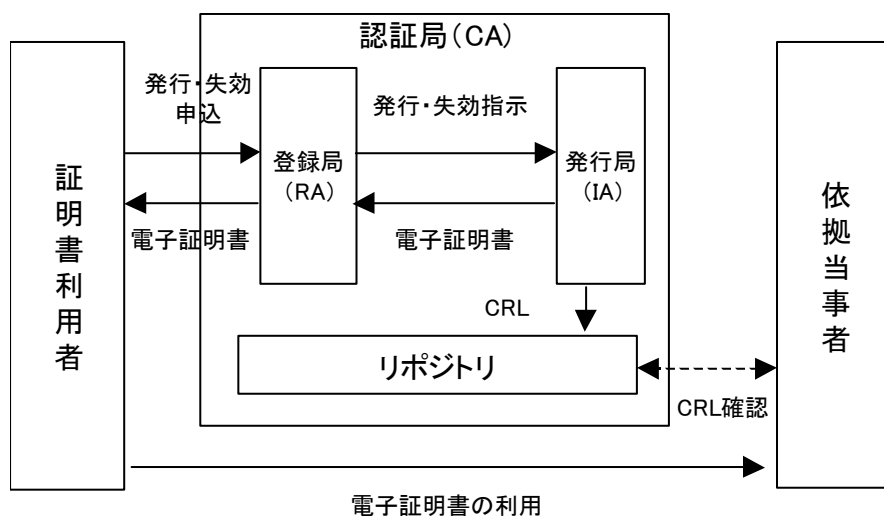 認証局（CA）
発行・失効
申込
発行・失効指示
登録局
（RA）
発行局
（IA）
証明書利用者
依拠当事者
電子証明書
電子証明書
CRL
リポジトリ
CRL確認
電子証明書の利用